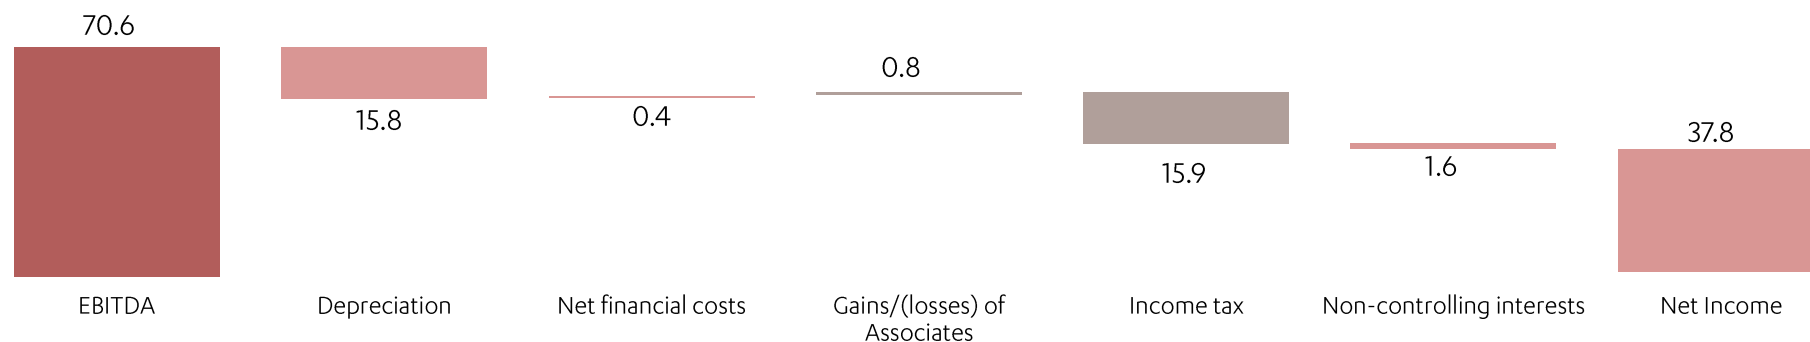 70.6
15.8
0.4
0.8
15.9
1.6
37.8
EBITDA
Depreciation
Net financial costs
Gains/(losses) of
Associates
Income tax
Non-controlling interests
Net Income